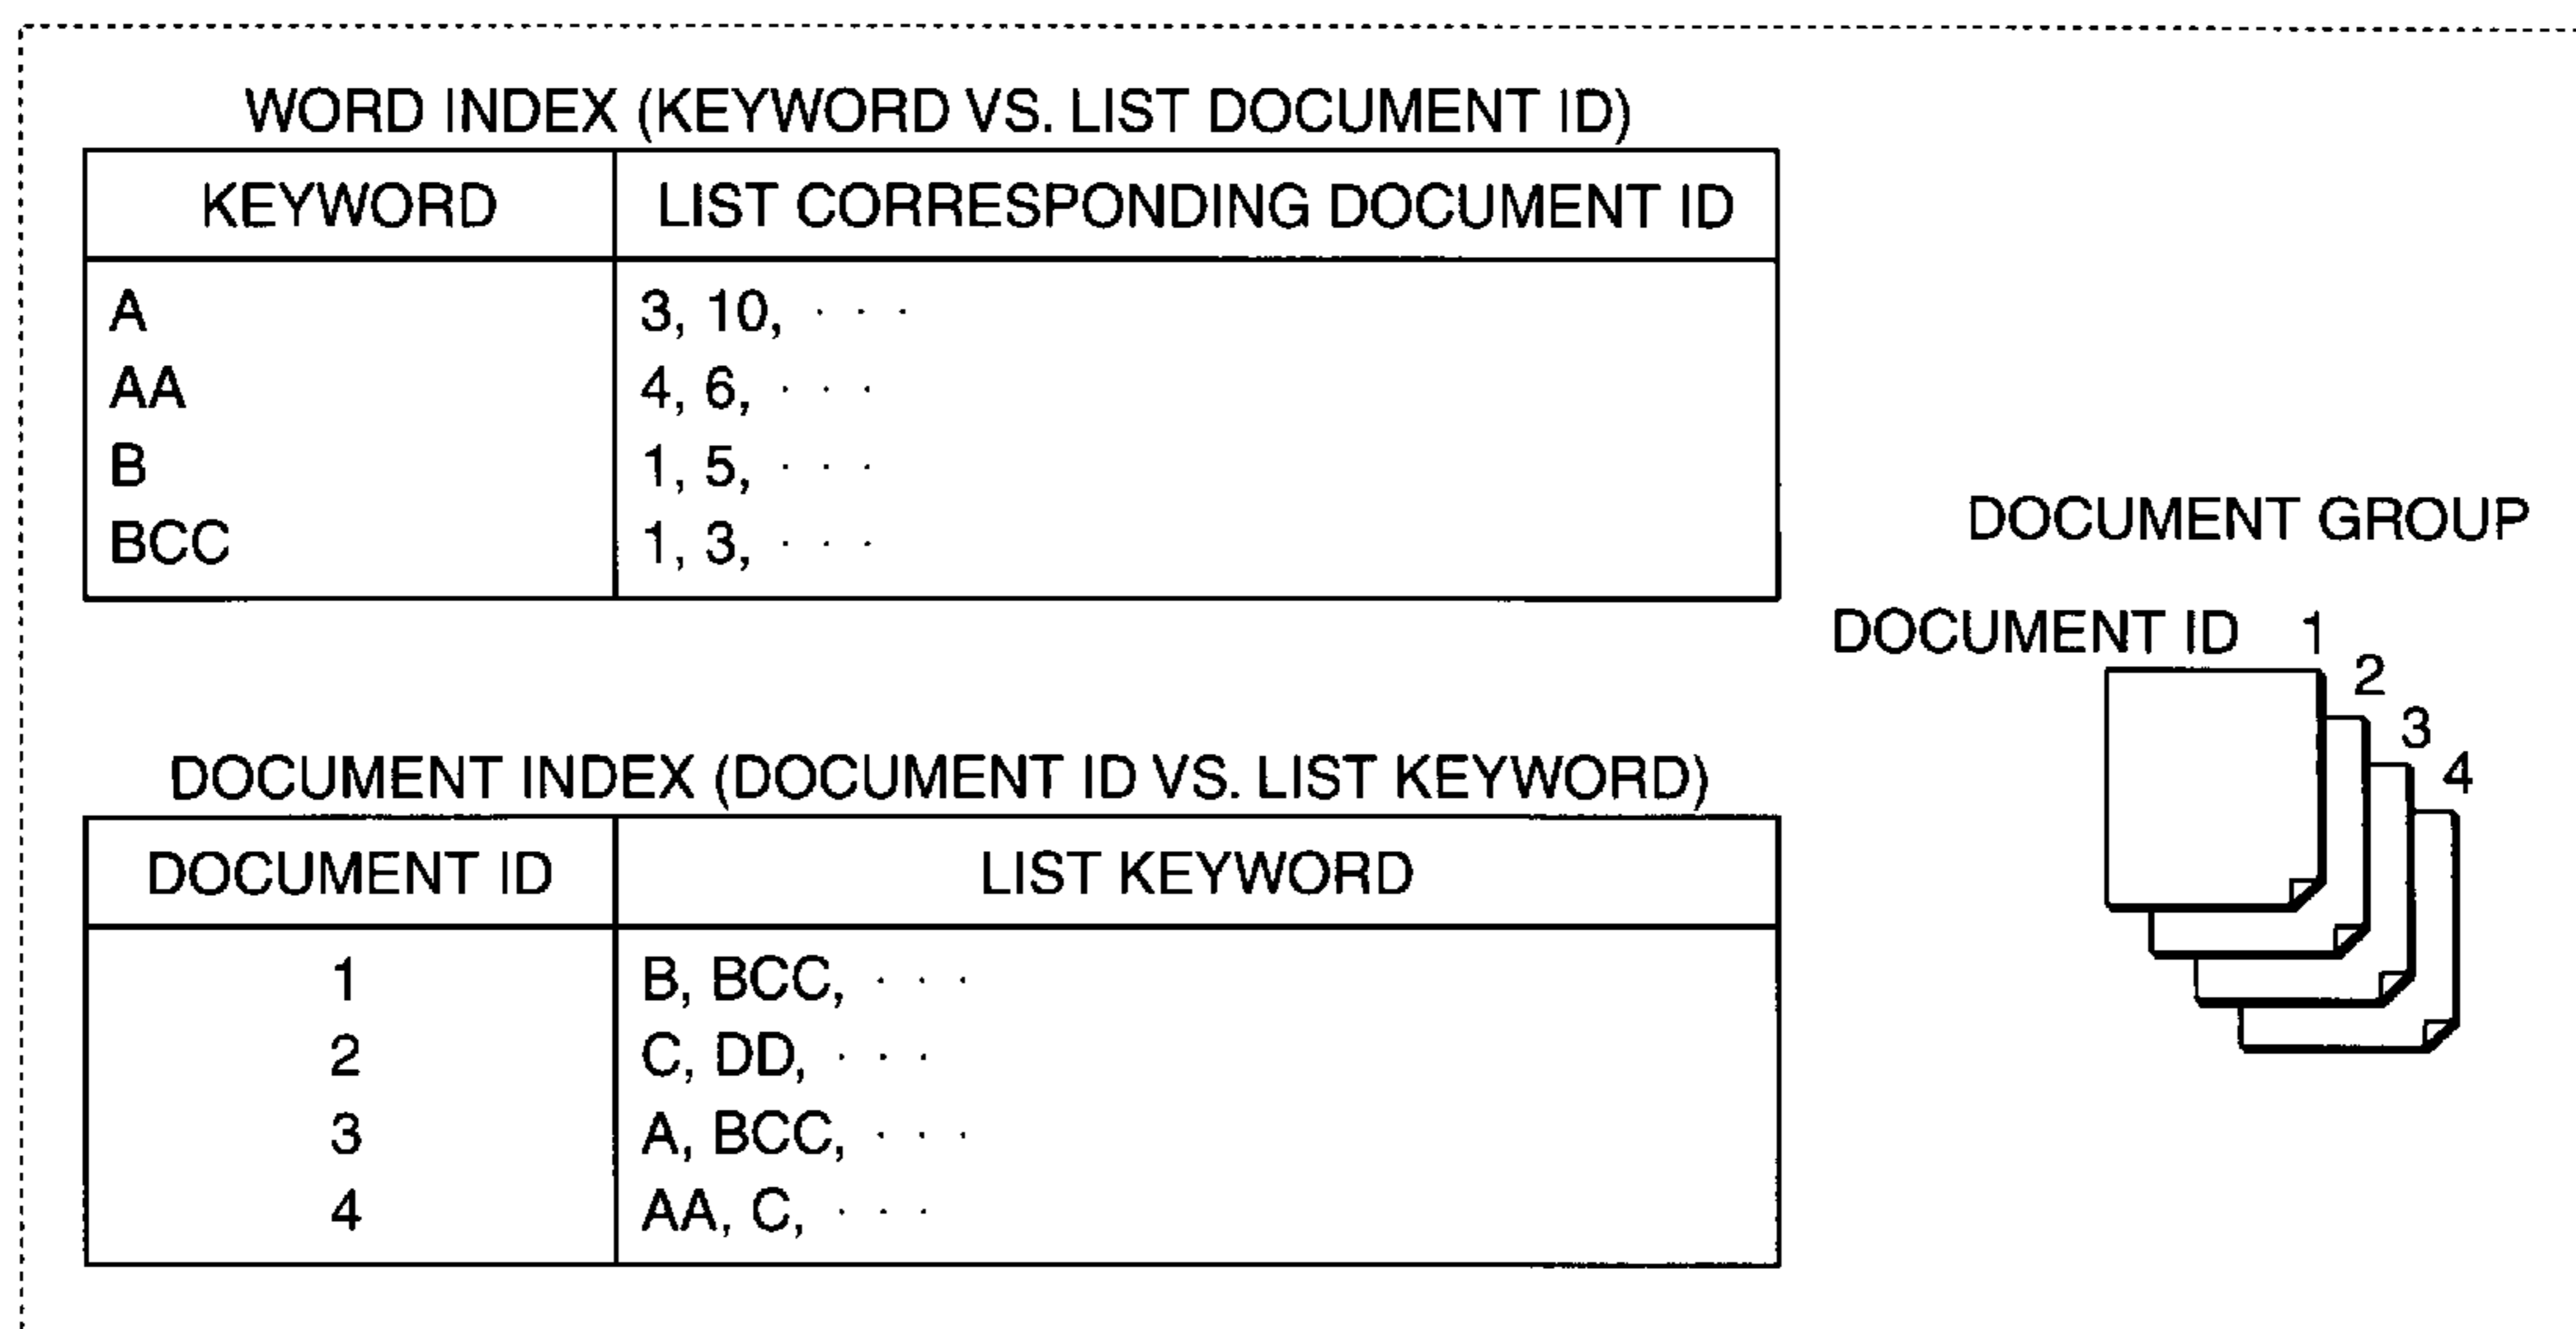 WORD INDEX (KEYWORD VS. LIST DOCUMENT ID)
KEYWORD LIST CORRESPONDING DOCUMENT ID
A 3, 10, · · ·
AA 4, 6, · · ·
B 1, 5, · · ·
BCC 1, 3, · · ·
DOCUMENT INDEX (DOCUMENT ID VS. LIST KEYWORD)
DOCUMENT ID LIST KEYWORD
1 B, BCC, · · ·
2 C, DD, · · ·
3 A, BCC, · · ·
4 AA, C, · · ·
DOCUMENT GROUP
DOCUMENT ID 1
2
3
4